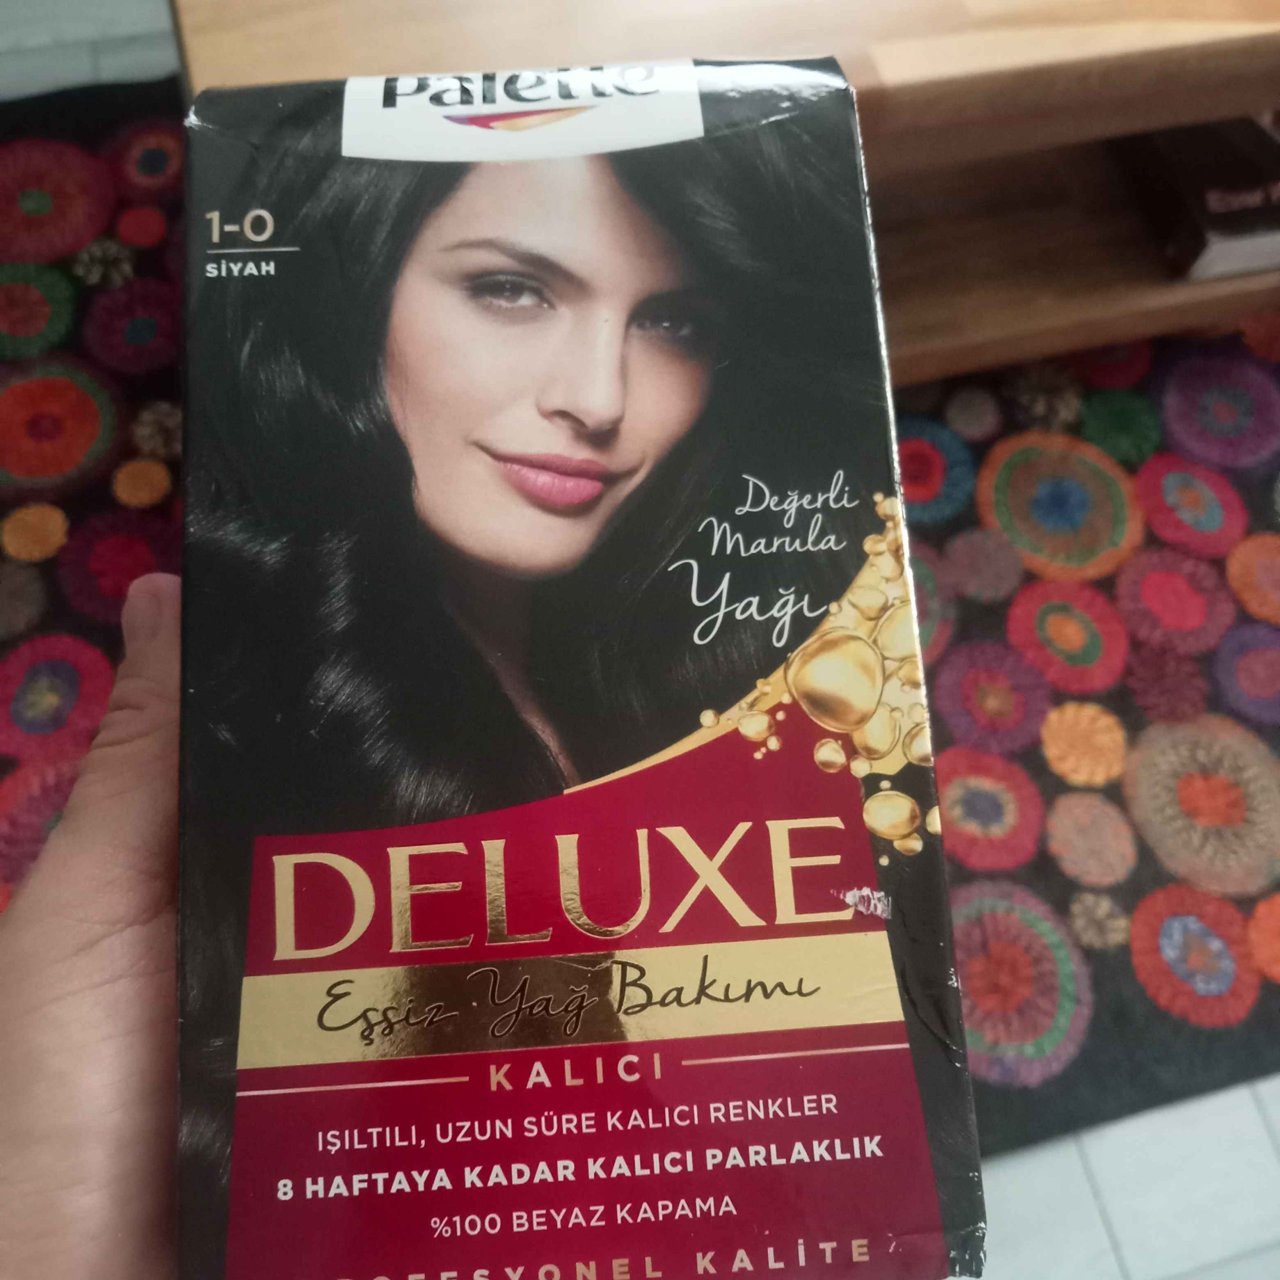 Palette
1-0
SİYAH
Değerli
Marula
Yağı
DELUXE
Eşsiz Yağ Bakımı
KALICI
IŞILTILI, UZUN SÜRE KALICI RENKLER
8 HAFTAYA KADAR KALICI PARLAKLIK
%100 BEYAZ KAPAMA
PROFESYONEL KALİTE